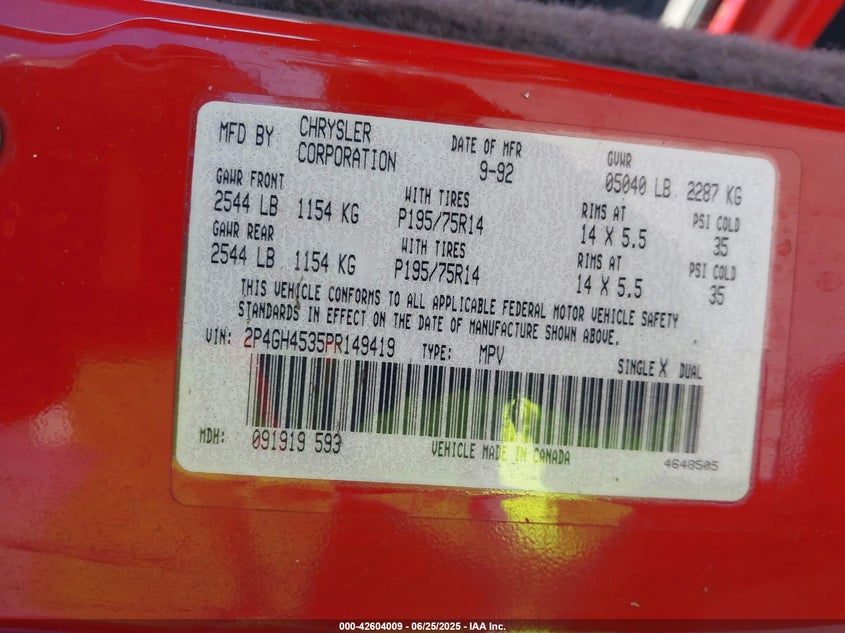 MFD BY CHRYSLER CORPORATION DATE OF MFR 9-92 GVWR 05040 LB 2287 KG
GAWR FRONT WITH TIRES RIMS AT PSI COLD
2544 LB 1154 KG P195/75R14 14 X 5.5 35
GAWR REAR WITH TIRES RIMS AT PSI COLD
2544 LB 1154 KG P195/75R14 14 X 5.5 35
THIS VEHICLE CONFORMS TO ALL APPLICABLE FEDERAL MOTOR VEHICLE SAFETY
STANDARDS IN EFFECT ON THE DATE OF MANUFACTURE SHOWN ABOVE.
VIN: 2P4GH4535PR149419 TYPE: MPV SINGLE X DUAL
MDH: 091919 593 VEHICLE MADE IN CANADA 4648505
000-42604009 - 06/25/2025 - IAA Inc.